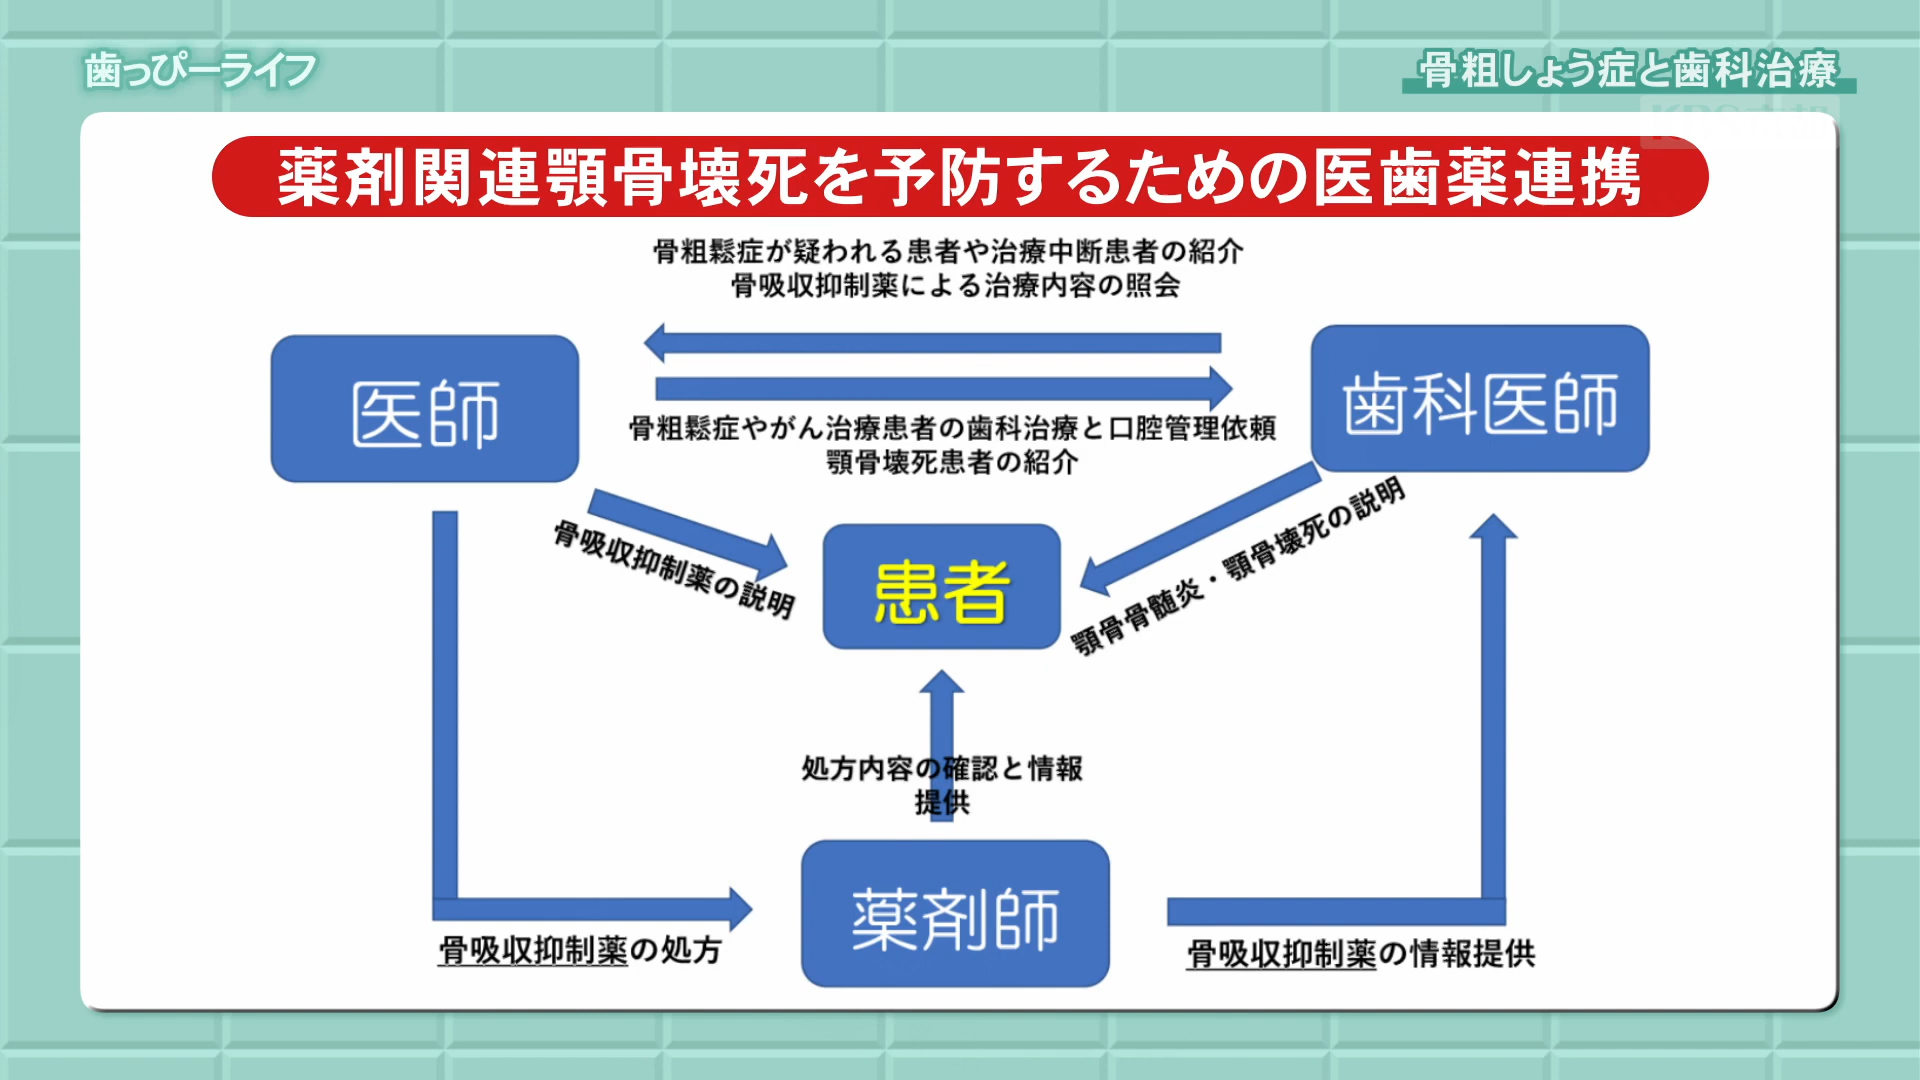 歯っぴーライフ
骨粗しょう症と歯科治療
薬剤関連顎骨壊死を予防するための医歯薬連携
骨粗鬆症が疑われる患者や治療中断患者の紹介
骨吸収抑制薬による治療内容の照会
医師
歯科医師
骨粗鬆症やがん治療患者の歯科治療と口腔管理依頼
顎骨壊死患者の紹介
骨吸収抑制薬の説明
顎骨骨髄炎・顎骨壊死の説明
患者
処方内容の確認と情報
提供
薬剤師
骨吸収抑制薬の処方
骨吸収抑制薬の情報提供